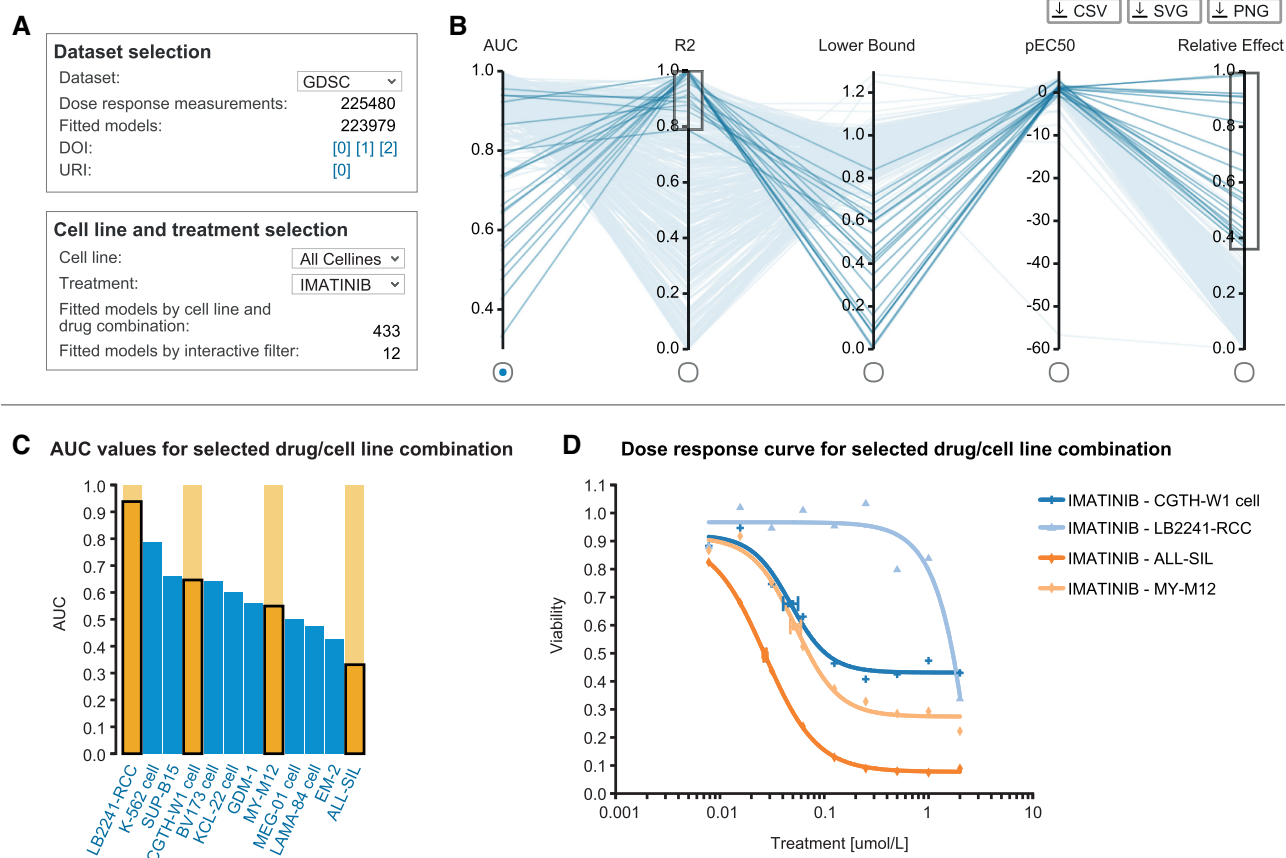 A
Dataset selection
Dataset: GDSC
Dose response measurements: 225480
Fitted models: 223979
DOI: [0] [1] [2]
URI: [0]
Cell line and treatment selection
Cell line: All Cellines
Treatment: IMATINIB
Fitted models by cell line and
drug combination: 433
Fitted models by interactive filter: 12
B
CSV SVG PNG
AUC R2 Lower Bound pEC50 Relative Effect
1.0
0.8
0.6
0.4
1.0
0.8
0.6
0.4
0.2
0.0
1.2
1.0
0.8
0.6
0.4
0.2
0.0
0
-10
-20
-30
-40
-50
-60
1.0
0.8
0.6
0.4
0.2
0.0
C
AUC values for selected drug/cell line combination
AUC
1.0
0.9
0.8
0.7
0.6
0.5
0.4
0.3
0.2
0.1
0.0
LB2241-RCC
K-562 cell
SUP-B15
CGTH-W1 cell
BV173 cell
KCL-22 cell
GDM-1
MY-M12
MEG-01 cell
LAMA-84 cell
EM-2
ALL-SIL
D
Dose response curve for selected drug/cell line combination
Viability
1.1
1.0
0.9
0.8
0.7
0.6
0.5
0.4
0.3
0.2
0.1
0.0
0.001 0.01 0.1 1 10
Treatment [umol/L]
IMATINIB - CGTH-W1 cell
IMATINIB - LB2241-RCC
IMATINIB - ALL-SIL
IMATINIB - MY-M12